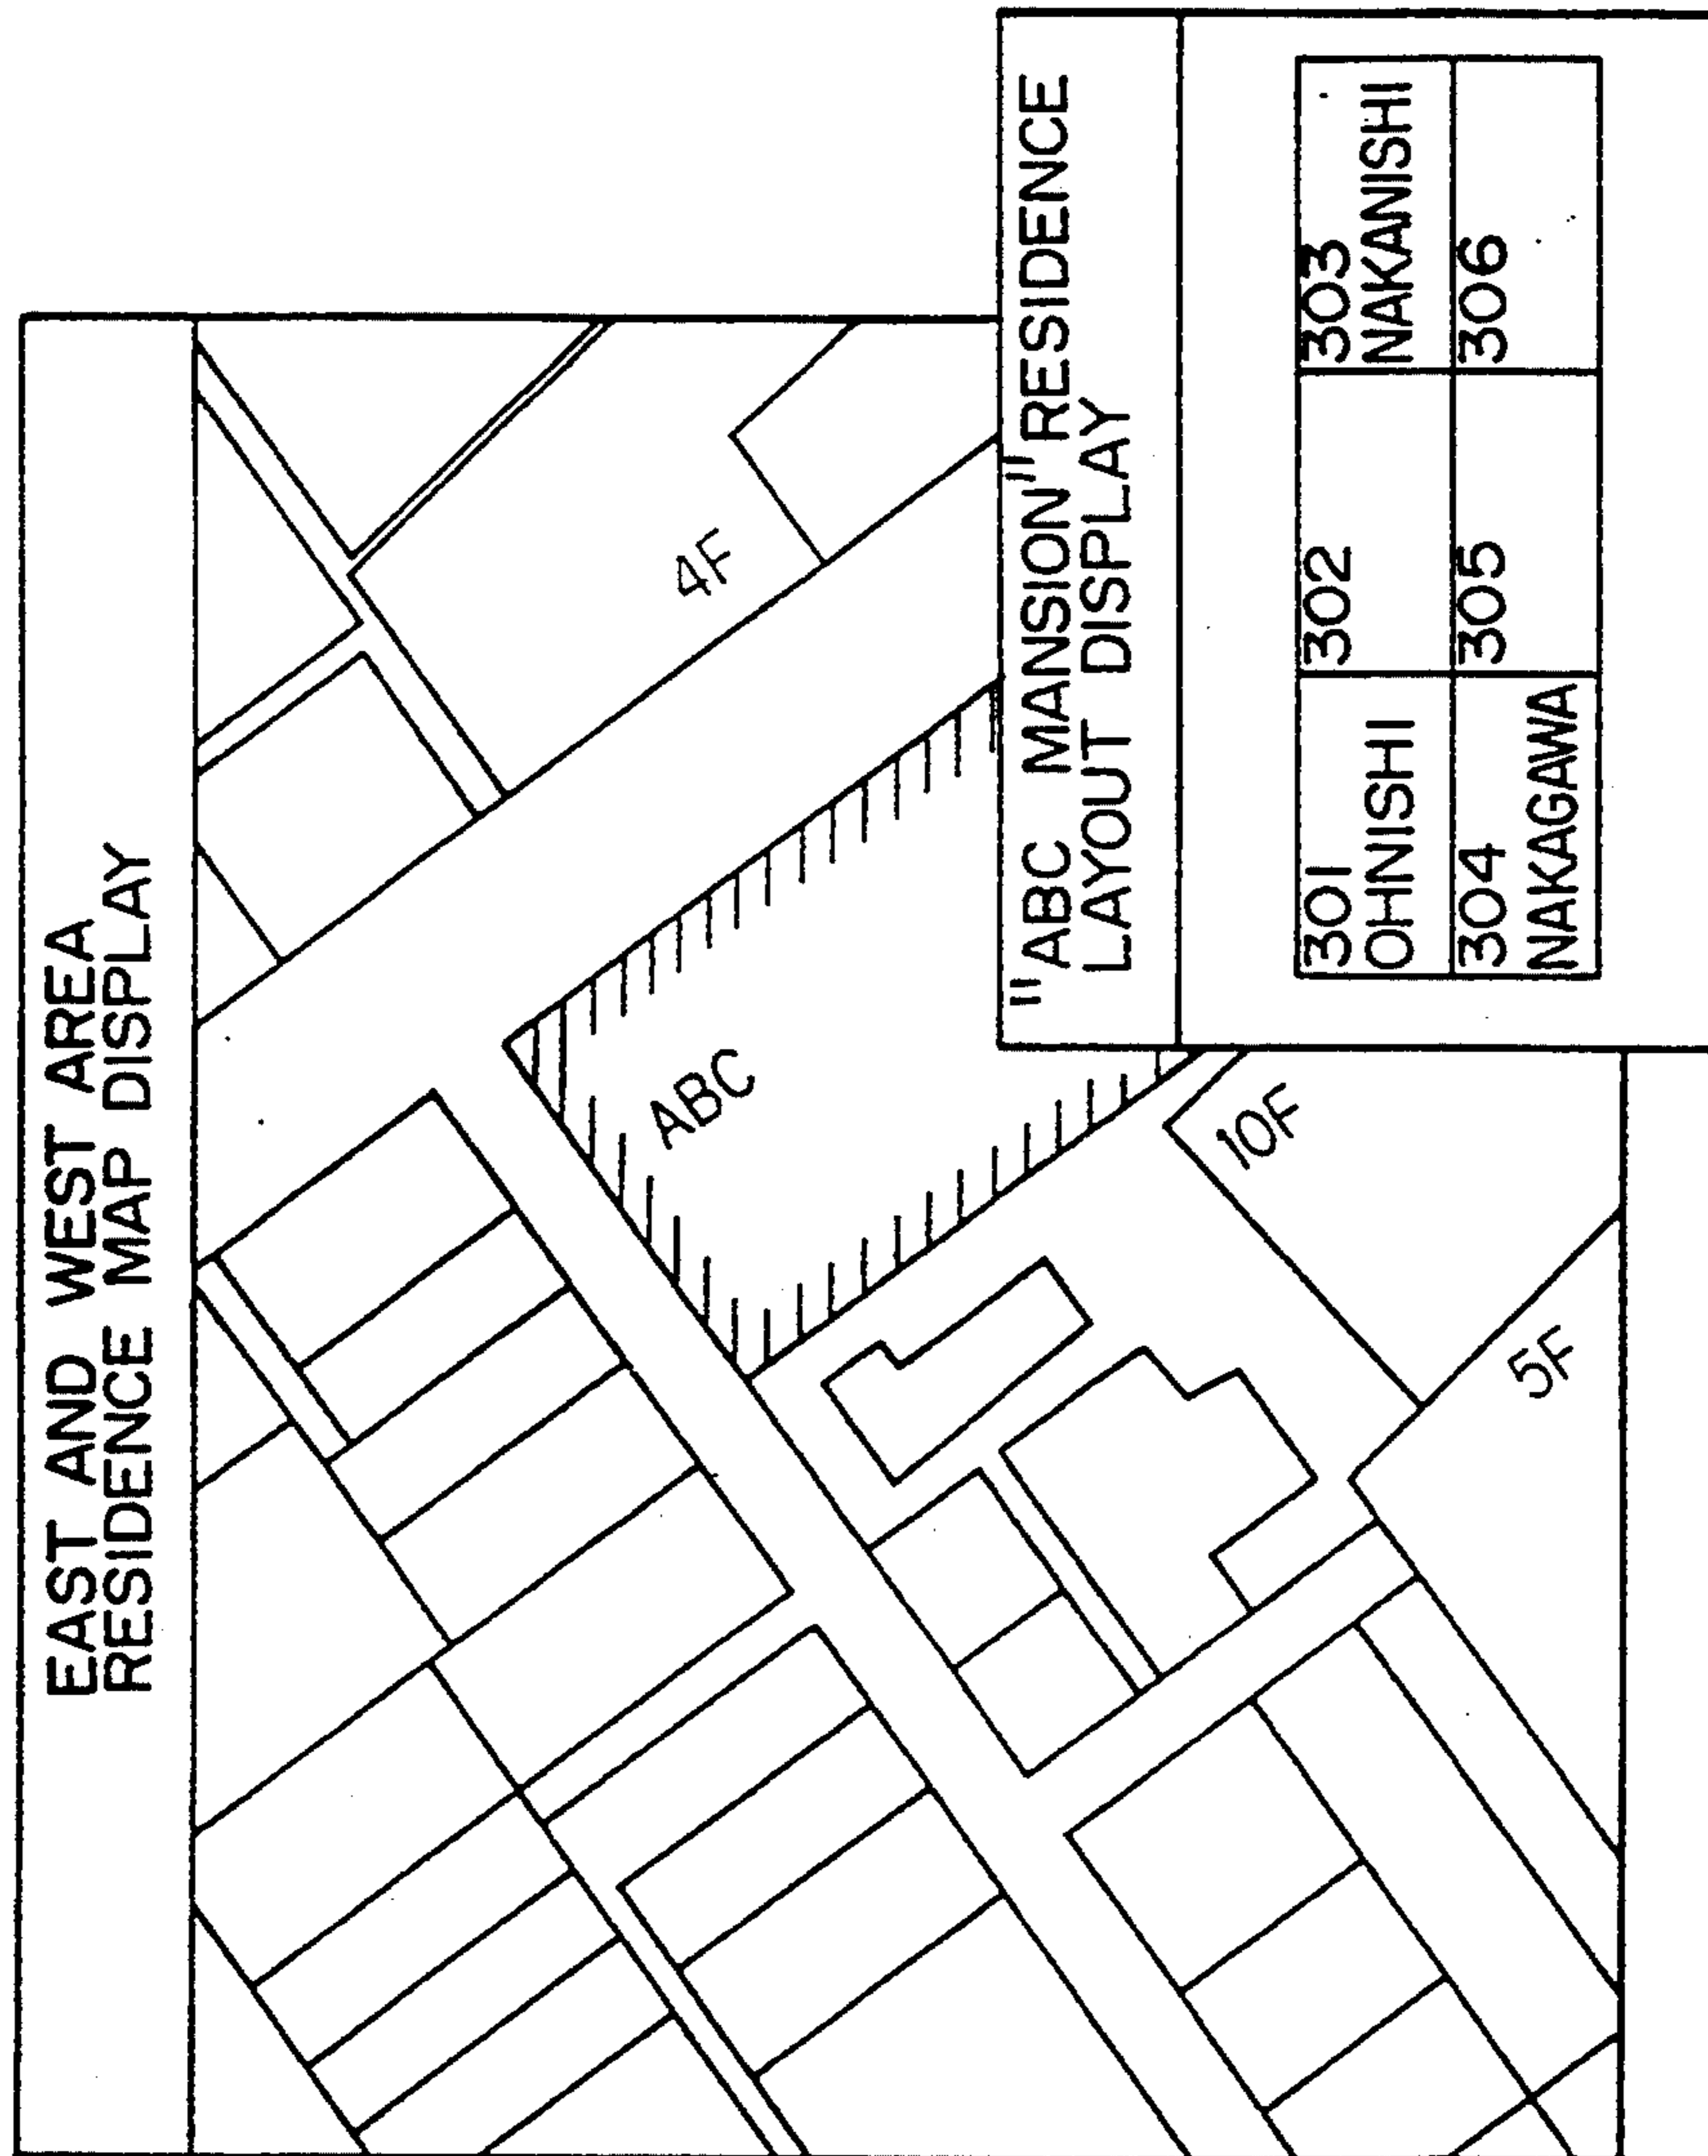 EAST AND WEST AREA
RESIDENCE MAP DISPLAY
4F
ABC
10F
5F
"ABC MANSION" RESIDENCE
LAYOUT DISPLAY
301
OHNISHI
302
303
NAKANISHI
304
NAKAGAWA
305
306